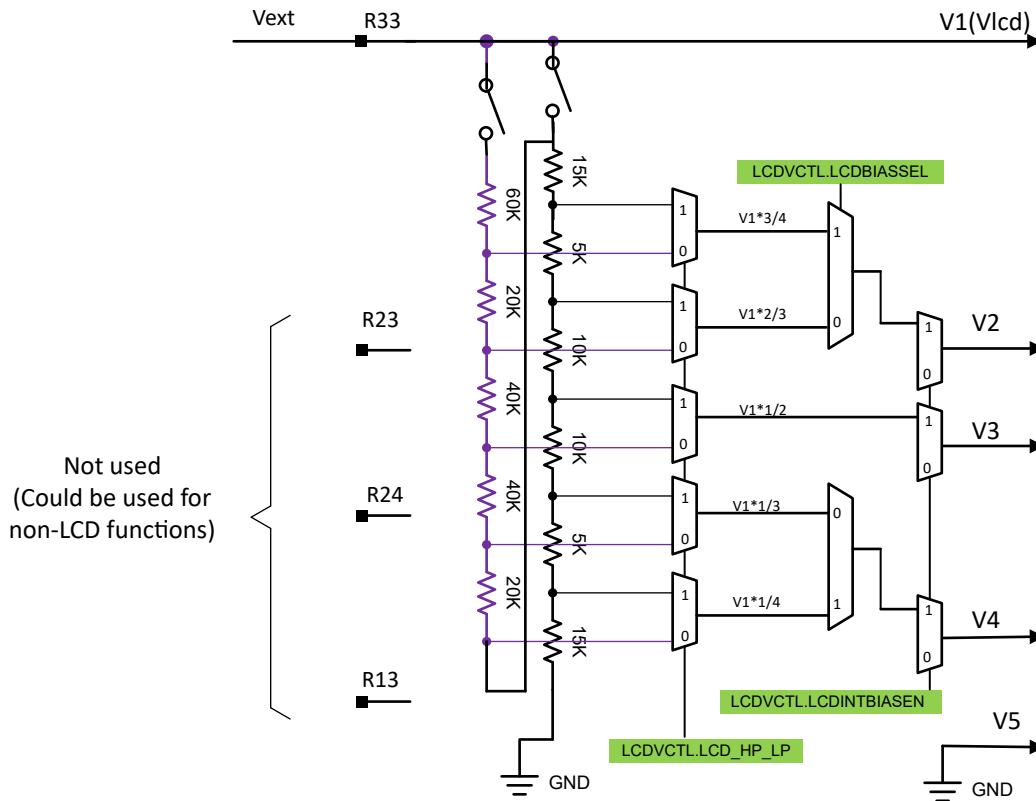 Vext
R33
V1(Vlcd)
15K
LCDVCTL.LCDBIASSEL
60K
1
0
V1*3/4
1
5K
20K
1
0
V1*2/3
0
R23
1
0
V2
10K
40K
1
0
V1*1/2
1
0
V3
10K
Not used
(Could be used for
non-LCD functions)
R24
40K
1
0
V1*1/3
0
5K
20K
1
0
V1*1/4
1
1
0
V4
15K
R13
LCDVCTL.LCDINTBIASEN
V5
LCDVCTL.LCD_HP_LP
GND
GND